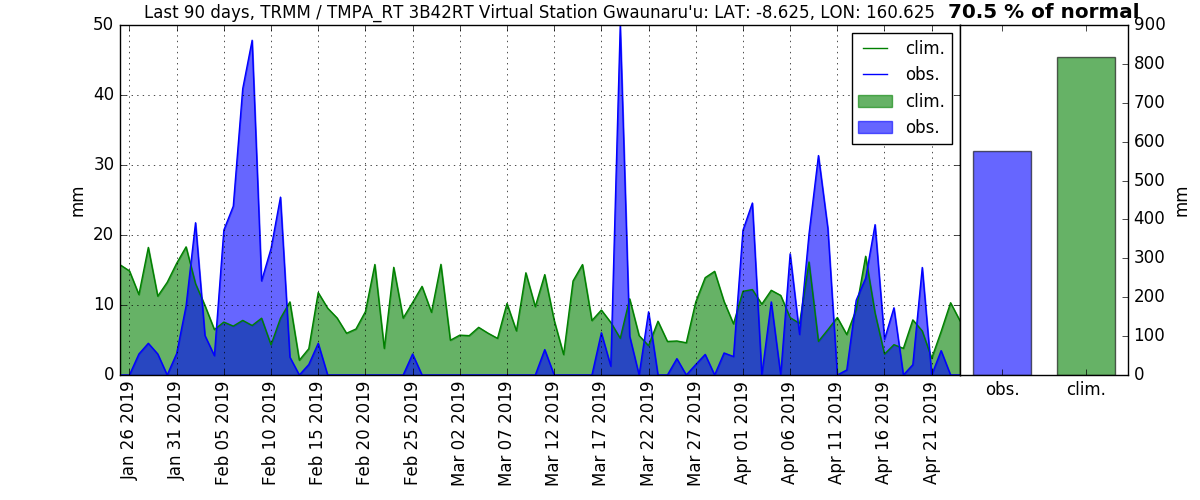 Last 90 days, TRMM / TMPA_RT 3B42RT Virtual Station Gwaunaru'u: LAT: -8.625, LON: 160.625 70.5 % of normal
50
40
30
20
10
0
mm
clim.
obs.
clim.
obs.
900
800
700
600
500
400
300
200
100
0
mm
obs.
clim.
Jan 26 2019
Jan 31 2019
Feb 05 2019
Feb 10 2019
Feb 15 2019
Feb 20 2019
Feb 25 2019
Mar 02 2019
Mar 07 2019
Mar 12 2019
Mar 17 2019
Mar 22 2019
Mar 27 2019
Apr 01 2019
Apr 06 2019
Apr 11 2019
Apr 16 2019
Apr 21 2019